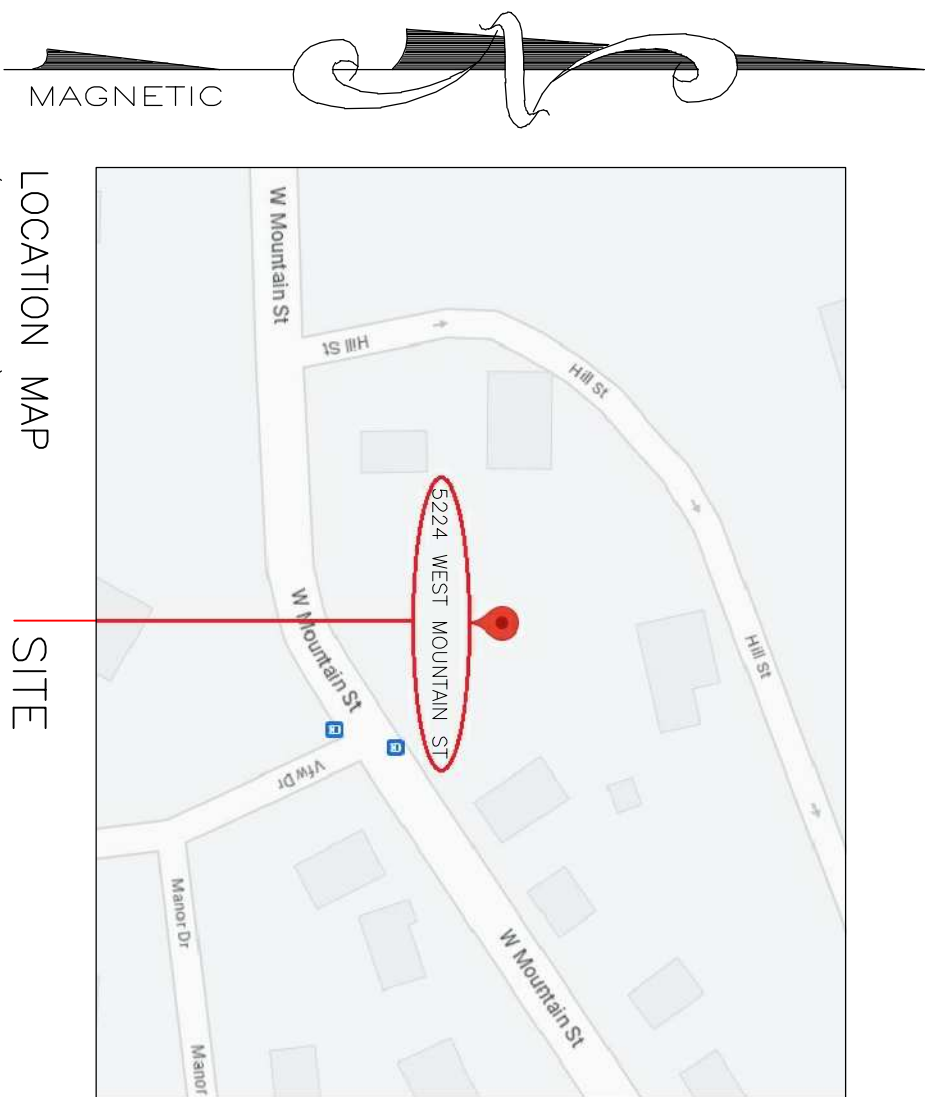 MAGNETIC
LOCATION MAP
SITE
W Mountain St
Hill St
Hill St
Hill St
5224 WEST MOUNTAIN ST
W Mountain St
Vfw Dr
Manor Dr
Manor
W Mountain St